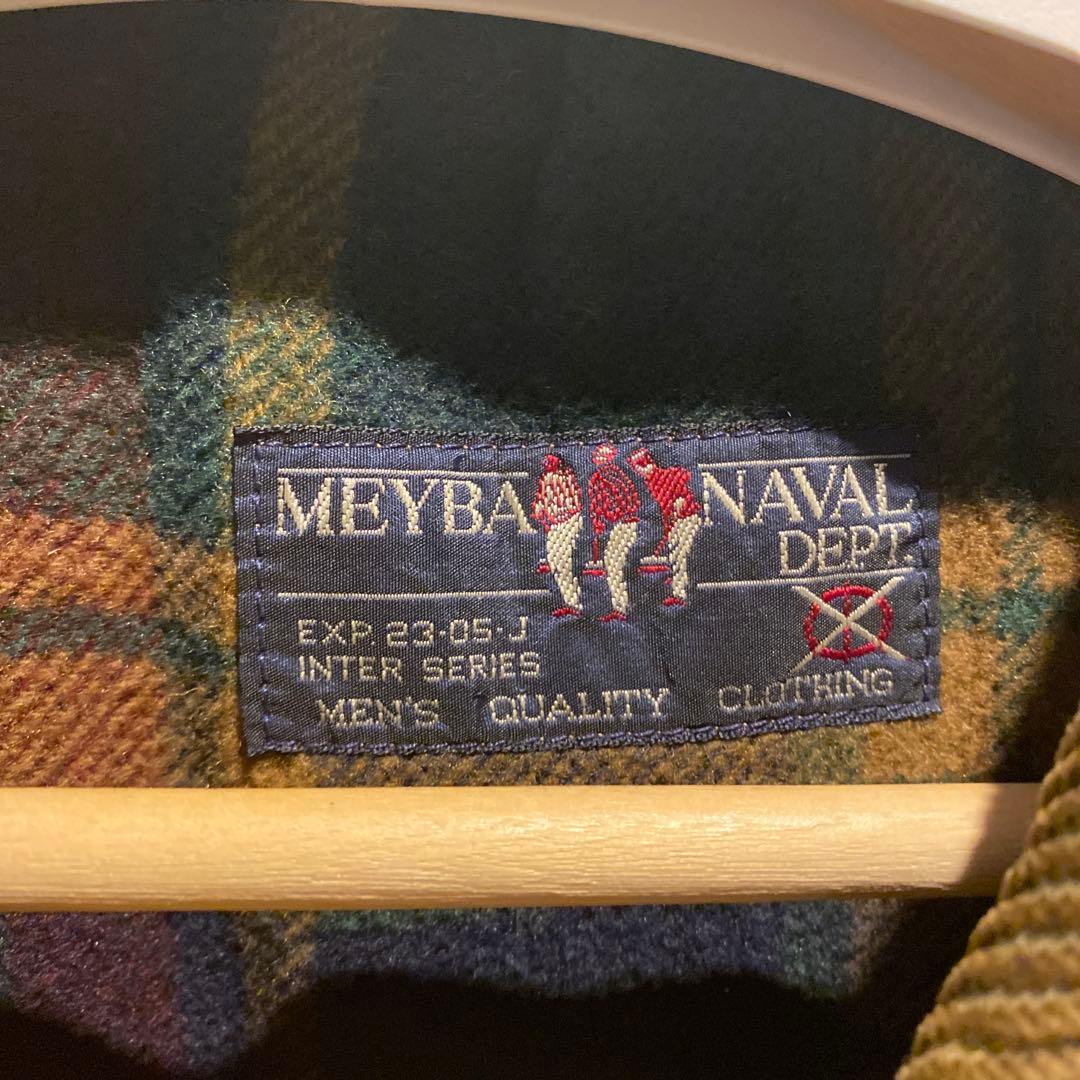 MEYBA NAVAL
DEPT.
EXP 23-05-J
INTER SERIES
MEN'S QUALITY CLOTHING